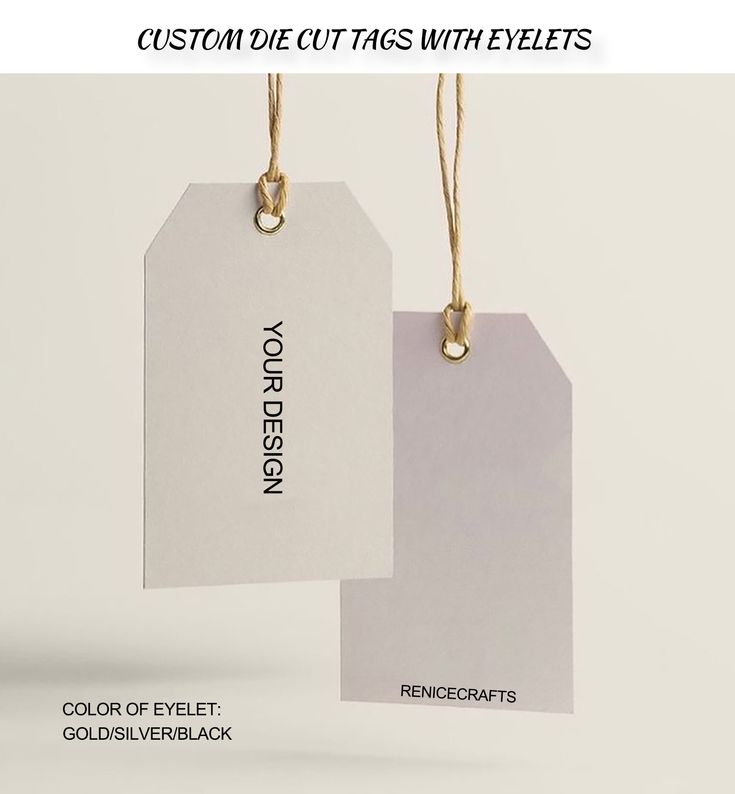 CUSTOM DIE CUT TAGS WITH EYELETS
YOUR DESIGN
RENICECRAFTS
COLOR OF EYELET:
GOLD/SILVER/BLACK